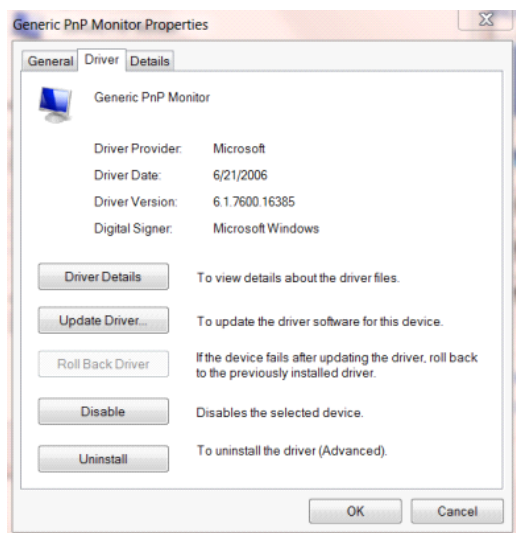 Generic PnP Monitor Properties
General Driver Details
Generic PnP Monitor
Driver Provider: Microsoft
Driver Date: 6/21/2006
Driver Version: 6.1.7600.16385
Digital Signer: Microsoft Windows
Driver Details To view details about the driver files.
Update Driver... To update the driver software for this device.
Roll Back Driver If the device fails after updating the driver, roll back
to the previously installed driver.
Disable Disables the selected device.
Uninstall To uninstall the driver (Advanced).
OK Cancel